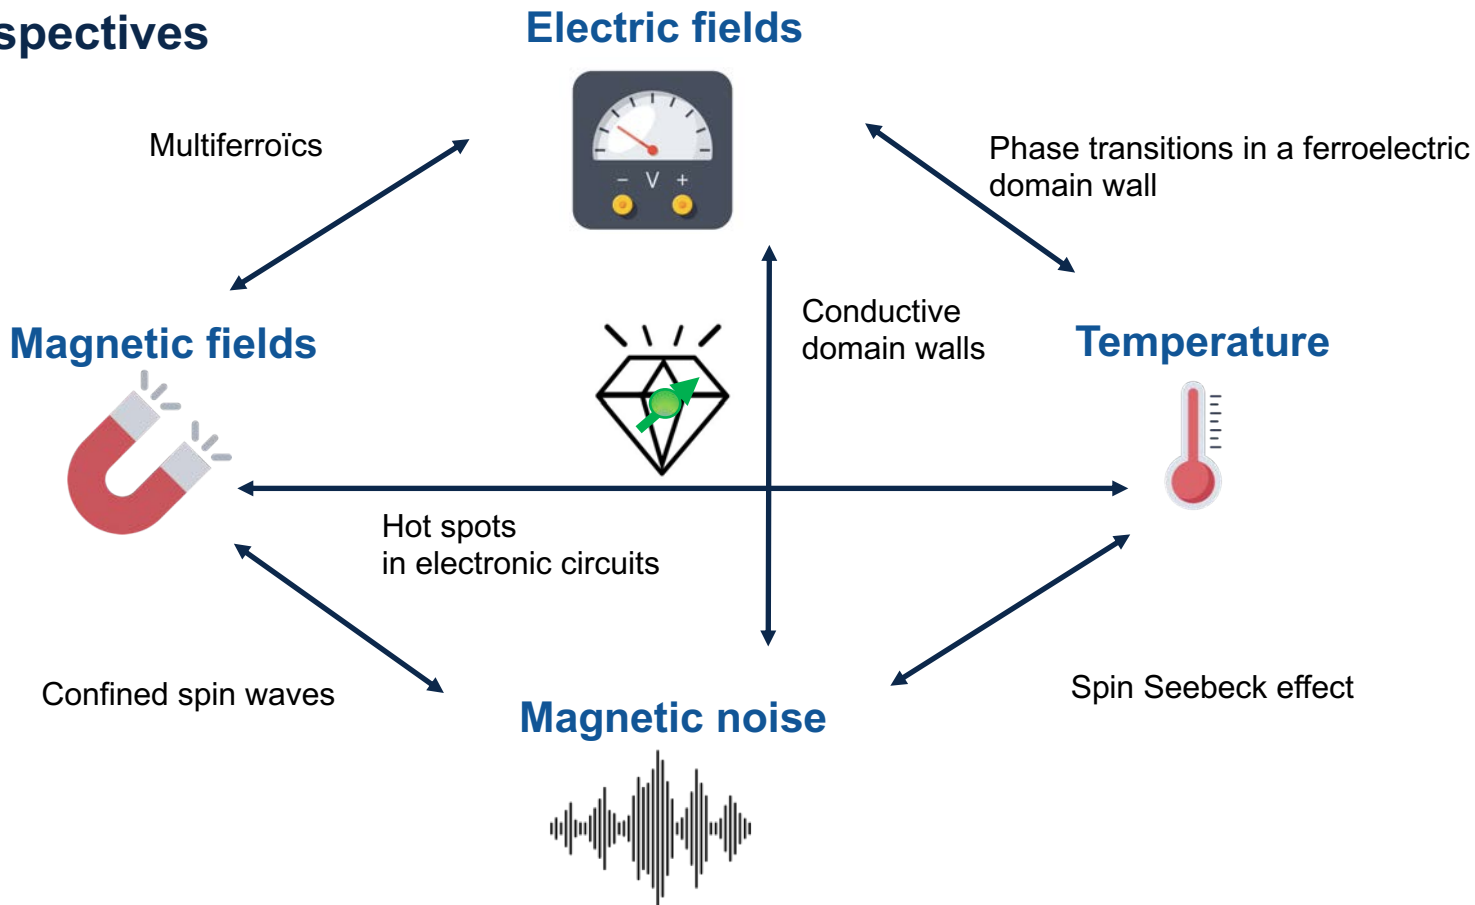 spectives
Electric fields
Multiferroïcs
Phase transitions in a ferroelectric
domain wall
- V +
Conductive
domain walls
Magnetic fields
Temperature
Hot spots
in electronic circuits
Confined spin waves
Spin Seebeck effect
Magnetic noise